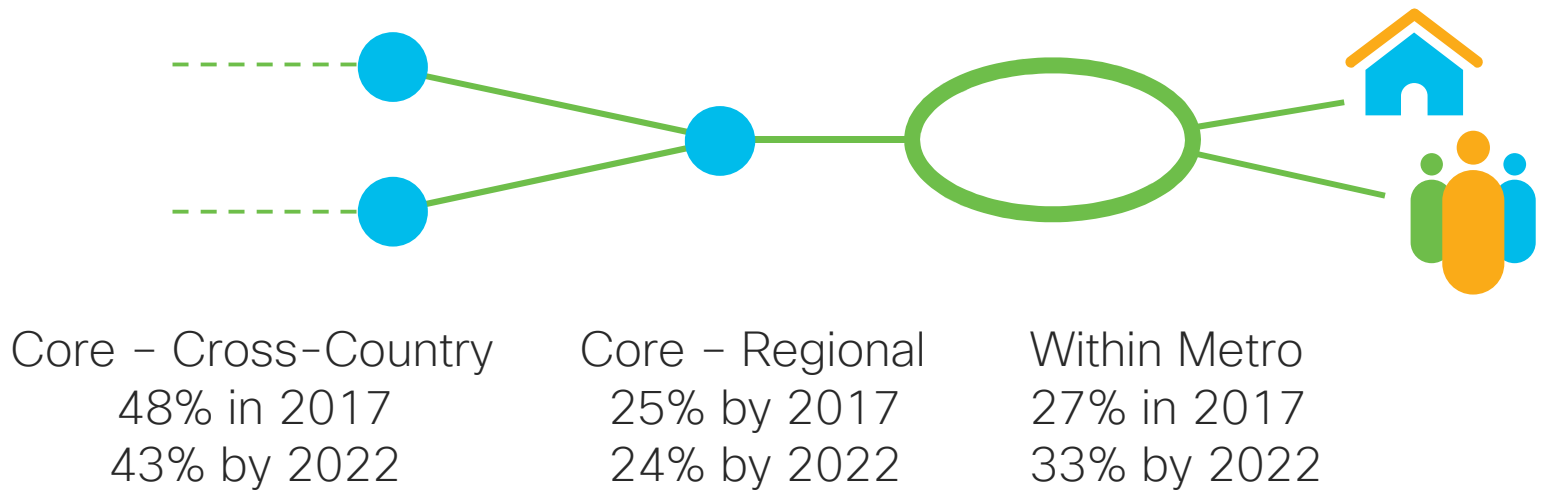 Core – Cross-Country
48% in 2017
43% by 2022
Core – Regional
25% by 2017
24% by 2022
Within Metro
27% in 2017
33% by 2022